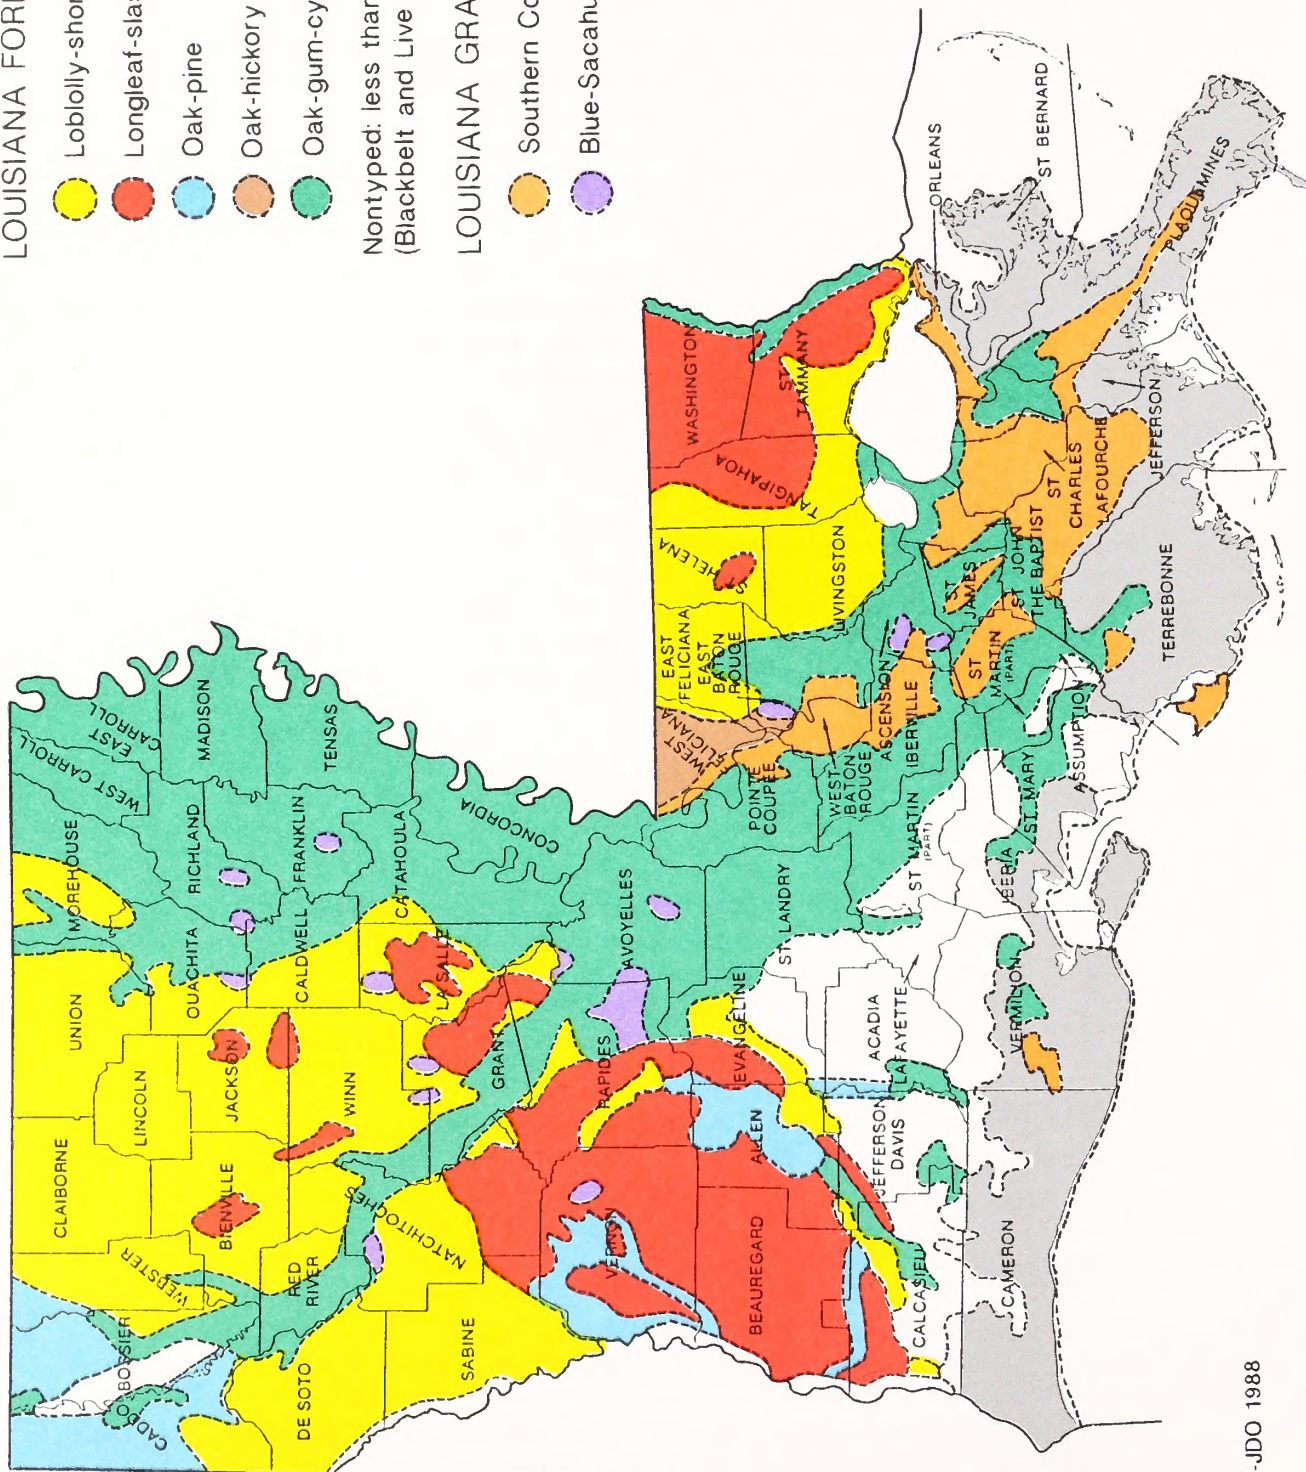 LOUISIANA FOR
Loblolly-shor
Longleaf-slas
Oak-pine
Oak-hickory
Oak-gum-cy
Nontyped: less than
(Blackbelt and Live
LOUISIANA GRA
Southern Co
Blue-Sacahu
CADDO
BOSSIER
WEBSTER
CLAIBORNE
UNION
MOREHOUSE
WEST CARROLL
EAST
CARROLL
LINCOLN
OUACHITA
RICHLAND
MADISON
BIENVILLE
JACKSON
DE SOTO
RED
RIVER
WINN
CALDWELL
FRANKLIN
TENSAS
SABINE
NATCHITOCHES
GRANT
LA SALLE
CATAHOULA
CONCORDIA
VERNON
RAPIDES
AVOYELLES
BEAUREGARD
ALLEN
EVANGELINE
ST LANDRY
POINTE
COUPEE
WEST
FELICIANA
EAST
FELICIANA
EAST
BATON
ROUGE
ST HELENA
TANGIPAHOA
WASHINGTON
ST
TAMMANY
LIVINGSTON
WEST
BATON
ROUGE
CALCASIEU
JEFFERSON
DAVIS
ACADIA
LAFAYETTE
ST MARTIN
(PART)
IBERVILLE
ASCENSION
ST
JAMES
ST JOHN
THE BAPTIST
ST
CHARLES
ORLEANS
ST BERNARD
CAMERON
VERMILION
IBERIA
ST MARY
ST
MARTIN
(PART)
ASSUMPTION
LAFOURCHE
TERREBONNE
JEFFERSON
PLAQUEMINES
-JDO 1988